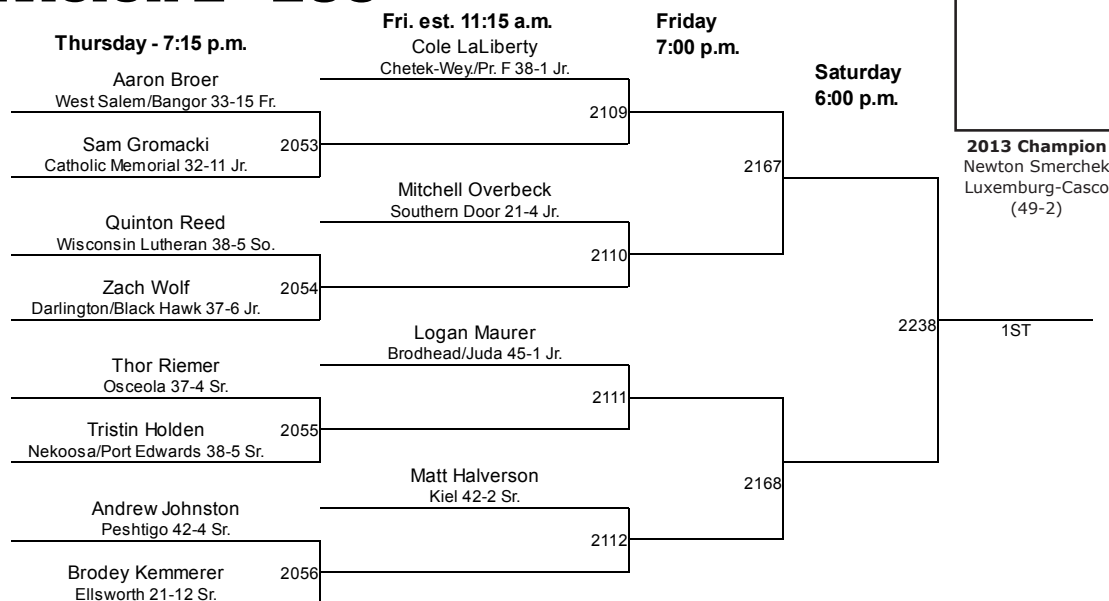 Fri. est. 11:15 a.m.
Friday
7:00 p.m.
Thursday - 7:15 p.m.
Cole LaLiberty
Chetek-Wey./Pr. F 38-1 Jr.
Saturday
6:00 p.m.
Aaron Broer
West Salem/Bangor 33-15 Fr.
2109
Sam Gromacki
Catholic Memorial 32-11 Jr.
2053
2013 Champion
Newton Smerchek
Luxemburg-Casco
(49-2)
2167
Mitchell Overbeck
Southern Door 21-4 Jr.
Quinton Reed
Wisconsin Lutheran 38-5 So.
2110
Zach Wolf
Darlington/Black Hawk 37-6 Jr.
2054
2238
1ST
Logan Maurer
Brodhead/Juda 45-1 Jr.
Thor Riemer
Osceola 37-4 Sr.
2111
Tristin Holden
Nekoosa/Port Edwards 38-5 Sr.
2055
Matt Halverson
Kiel 42-2 Sr.
2168
Andrew Johnston
Peshtigo 42-4 Sr.
2112
Brodey Kemmerer
Ellsworth 21-12 Sr.
2056